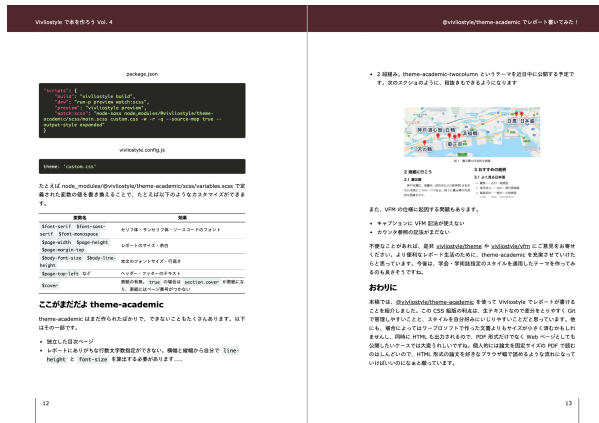 Vivliostyle で本を作ろう Vol. 4
package.json
"scripts": {
"build": "vivliostyle build",
"dev": "run-p preview watch:scss",
"preview": "vivliostyle preview",
"watch:scss": "node-sass node_modules/@vivliostyle/theme-
academic/scss/main.scss custom.css -w -r -q --source-map true --
output-style expanded"
}
vivliostyle.config.js
theme: 'custom.css'
たとえば node_modules/@vivliostyle/theme-academic/scss/variables.scss で定
義された変数の値を書き換えることで、たとえば以下のようなカスタマイズができま
す。
変数名 効果
$font-serif $font-sans-
serif $font-monospace セリフ体・サンセリフ体・ソースコードのフォント
$page-width $page-height
$page-margin-top レポートのサイズ・余白
$body-font-size $body-line-
height 本文のフォントサイズ・行高さ
$page-top-left など ヘッダー・フッターのテキスト
$cover 表紙の有無。 true の場合は section.cover が表紙にな
り、表紙にはページ番号がつかない
ここがまだだよ theme-academic
theme-academic はまだ作られたばかりで、できないこともたくさんあります。以下
はその一部です。
• 独立した目次ページ
• レポートにありがちな行数文字数指定ができない。横幅と縦幅から自分で line-
height と font-size を算出する必要があります……
12
@vivliostyle/theme-academic でレポート書いてみた！
• 2 段組み。theme-academic-twocolumn というテーマを近日中に公開する予定で
す。次のスクショのように、段抜きもできるようになります
2 遊園に行こう
3 おすすめの遊園
また、VFM の仕様に起因する問題もあります。
• キャプションに VFM 記法が使えない
• カウンタ参照の記法がまだない
不便なことがあれば、是非 vivliostyle/theme や vivliostyle/vfm にご意見をお寄せ
ください。より便利なレポート生活のために、theme-academic を充実させていけた
らと思っています。今後は、学会・学術誌指定のスタイルを適用したテーマを作ってみ
るのも良さそうですね。
おわりに
本稿では、@vivliostyle/theme-academic を使って Vivliostyle でレポートが書ける
ことを紹介しました。この CSS 組版の利点は、生テキストなので差分をとりやすく Git
で管理しやすいことと、スタイルを自分好みにいじりやすいことだと思っています。他
にも、場合によってはワープロソフトで作った文書よりもサイズが小さく済むかもしれ
ませんし、同時に HTML も出力されるので、PDF 形式だけでなく Web ページとしても
公開したいケースでは大変うれしいですね。個人的には論文を固定サイズの PDF で読む
のはしんどいので、HTML 形式の論文を好きなブラウザ幅で読めるような流れになって
いけばいいのになぁと願っています。
13